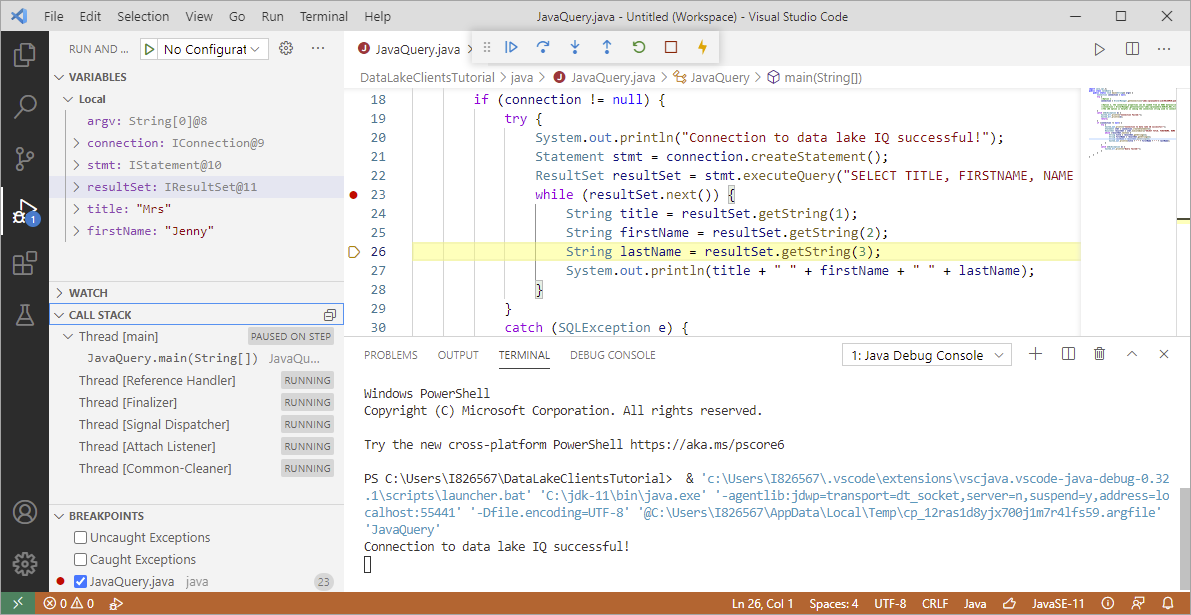 File Edit Selection View Go Run Terminal Help JavaQuery.java - Untitled (Workspace) - Visual Studio Code
RUN AND ... No Configurat
JavaQuery.java
DataLakeClientsTutorial > java > JavaQuery.java > JavaQuery > main(String[])
VARIABLES
Local
argv: String[0]@8
connection: IConnection@9
stmt: IStatement@10
resultSet: IResultSet@11
title: "Mrs"
firstName: "Jenny"
WATCH
CALL STACK
Thread [main] PAUSED ON STEP
JavaQuery.main(String[]) JavaQu...
Thread [Reference Handler] RUNNING
Thread [Finalizer] RUNNING
Thread [Signal Dispatcher] RUNNING
Thread [Attach Listener] RUNNING
Thread [Common-Cleaner] RUNNING
BREAKPOINTS
Uncaught Exceptions
Caught Exceptions
JavaQuery.java java 23
1
18 if (connection != null) {
19 try {
20 System.out.println("Connection to data lake IQ successful!");
21 Statement stmt = connection.createStatement();
22 ResultSet resultSet = stmt.executeQuery("SELECT TITLE, FIRSTNAME, NAME
23 while (resultSet.next()) {
24 String title = resultSet.getString(1);
25 String firstName = resultSet.getString(2);
26 String lastName = resultSet.getString(3);
27 System.out.println(title + " " + firstName + " " + lastName);
28 }
29 }
30 catch (SQLException e) {
PROBLEMS OUTPUT TERMINAL DEBUG CONSOLE 1: Java Debug Console
Windows PowerShell
Copyright (C) Microsoft Corporation. All rights reserved.
Try the new cross-platform PowerShell https://aka.ms/pscore6
PS C:\Users\I826567\DataLakeClientsTutorial> & 'c:\Users\I826567\.vscode\extensions\vscjava.vscode-java-debug-0.32
.1\scripts\launcher.bat' 'C:\jdk-11\bin\java.exe' '-agentlib:jdwp=transport=dt_socket,server=n,suspend=y,address=lo
calhost:55441' '-Dfile.encoding=UTF-8' '@C:\Users\I826567\AppData\Local\Temp\cp_12ras1d8yjx700j1m7r4lfs59.argfile'
'JavaQuery'
Connection to data lake IQ successful!
0 0 Ln 26, Col 1 Spaces: 4 UTF-8 CRLF Java JavaSE-11